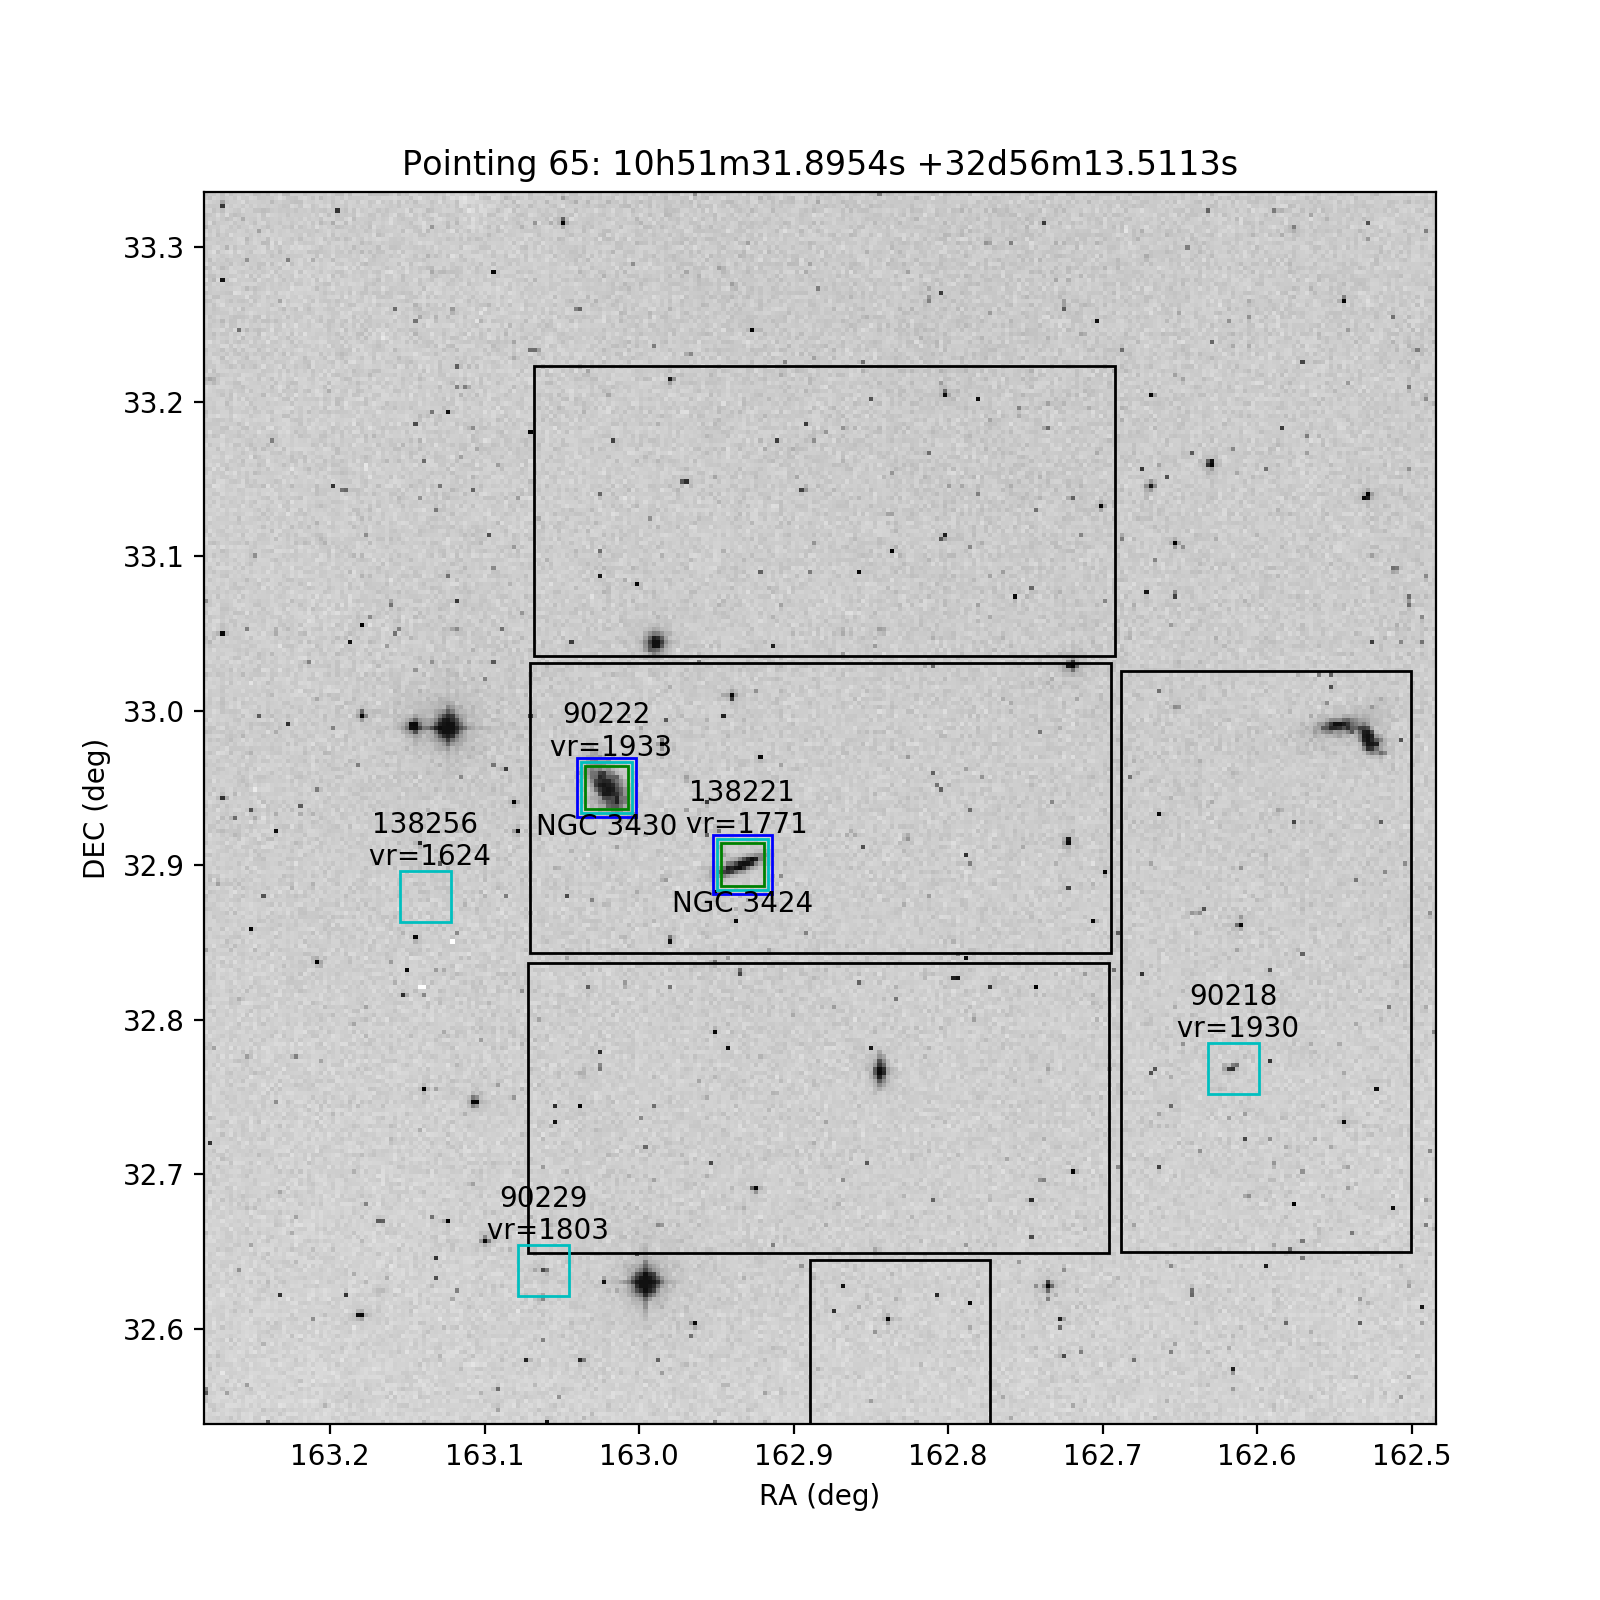 Pointing 65: 10h51m31.8954s +32d56m13.5113s
33.3
33.2
33.1
33.0
32.9
32.8
32.7
32.6
DEC (deg)
90222
vr=1933
NGC 3430
138221
vr=1771
NGC 3424
138256
vr=1624
90218
vr=1930
90229
vr=1803
163.2 163.1 163.0 162.9 162.8 162.7 162.6 162.5
RA (deg)